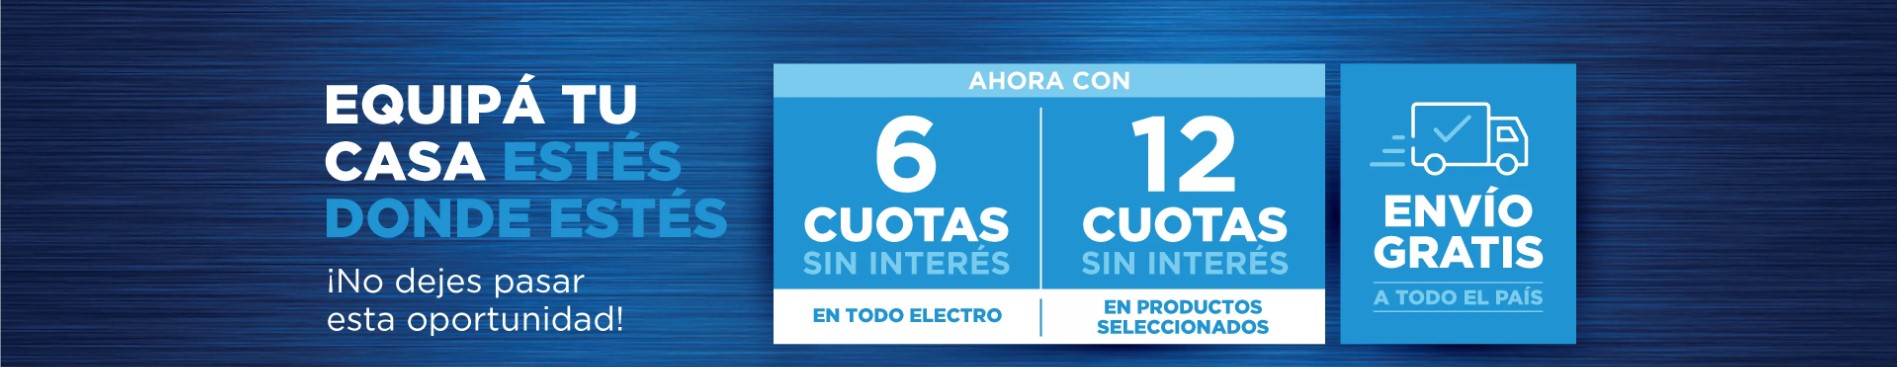 EQUIPÁ TU
CASA ESTÉS
DONDE ESTÉS
¡No dejes pasar
esta oportunidad!
AHORA CON
6
CUOTAS
SIN INTERÉS
EN TODO ELECTRO
12
CUOTAS
SIN INTERÉS
EN PRODUCTOS
SELECCIONADOS
ENVÍO
GRATIS
A TODO EL PAÍS